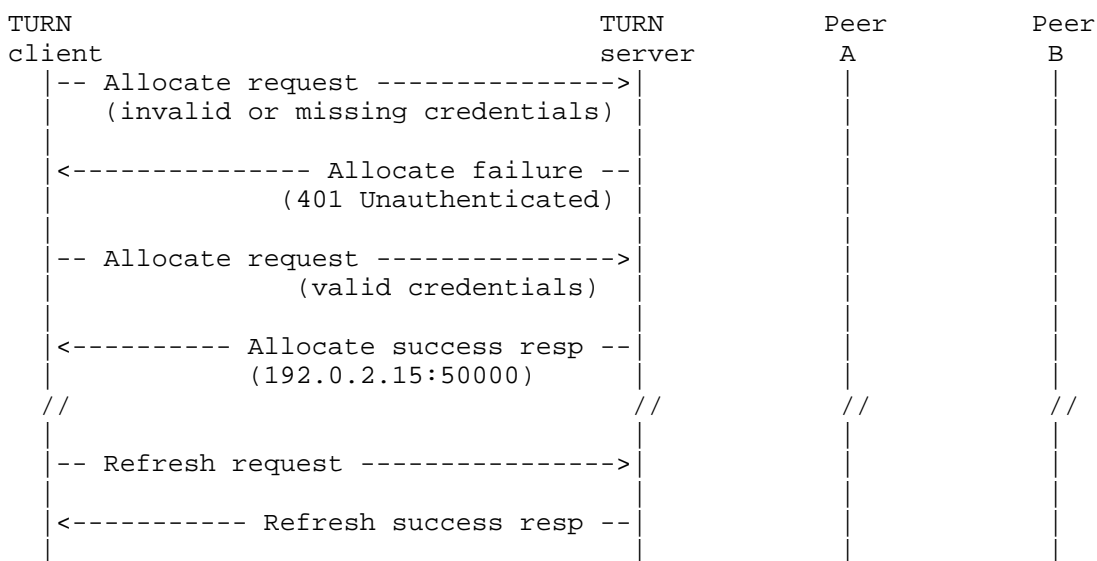 TURN TURN Peer Peer
client server A B
|-- Allocate request --------------->| | |
| (invalid or missing credentials) | | |
| | | |
|<--------------- Allocate failure --| | |
| (401 Unauthenticated) | | |
| | | |
|-- Allocate request --------------->| | |
| (valid credentials) | | |
| | | |
|<---------- Allocate success resp --| | |
| (192.0.2.15:50000) | | |
// // // //
| | | |
|-- Refresh request ---------------->| | |
| | | |
|<----------- Refresh success resp --| | |
| | | |